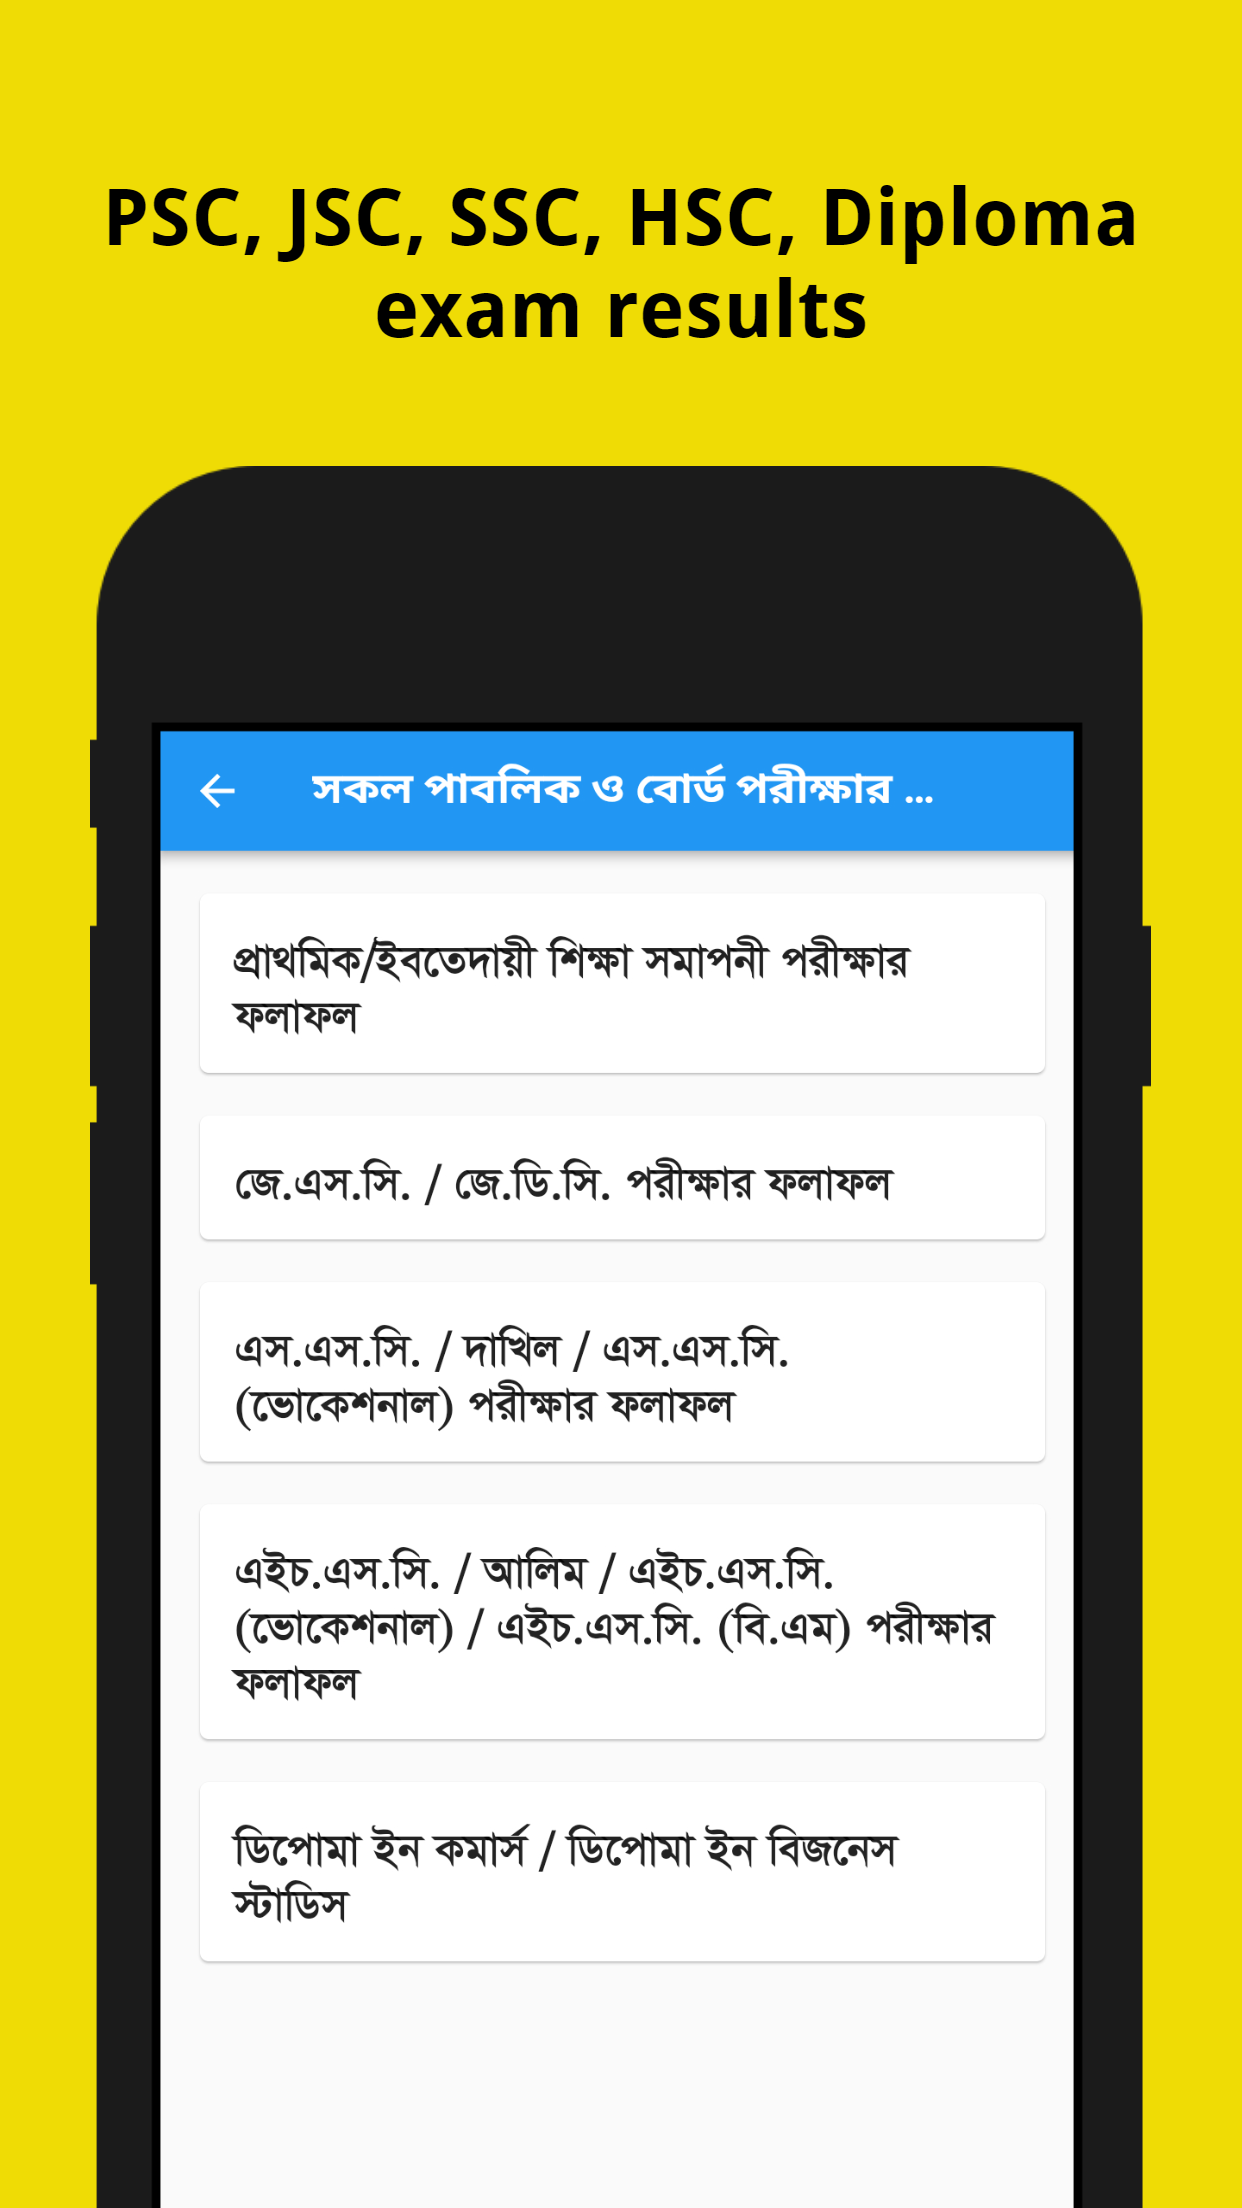 PSC, JSC, SSC, HSC, Diploma
exam results
সকল পাবলিক ও বোর্ড পরীক্ষার ...
প্রাথমিক/ইবতেদায়ী শিক্ষা সমাপনী পরীক্ষার
ফলাফল
জে.এস.সি. / জে.ডি.সি. পরীক্ষার ফলাফল
এস.এস.সি. / দাখিল / এস.এস.সি.
(ভোকেশনাল) পরীক্ষার ফলাফল
এইচ.এস.সি. / আলিম / এইচ.এস.সি.
(ভোকেশনাল) / এইচ.এস.সি. (বি.এম) পরীক্ষার
ফলাফল
ডিপোমা ইন কমার্স / ডিপোমা ইন বিজনেস
স্টাডিস